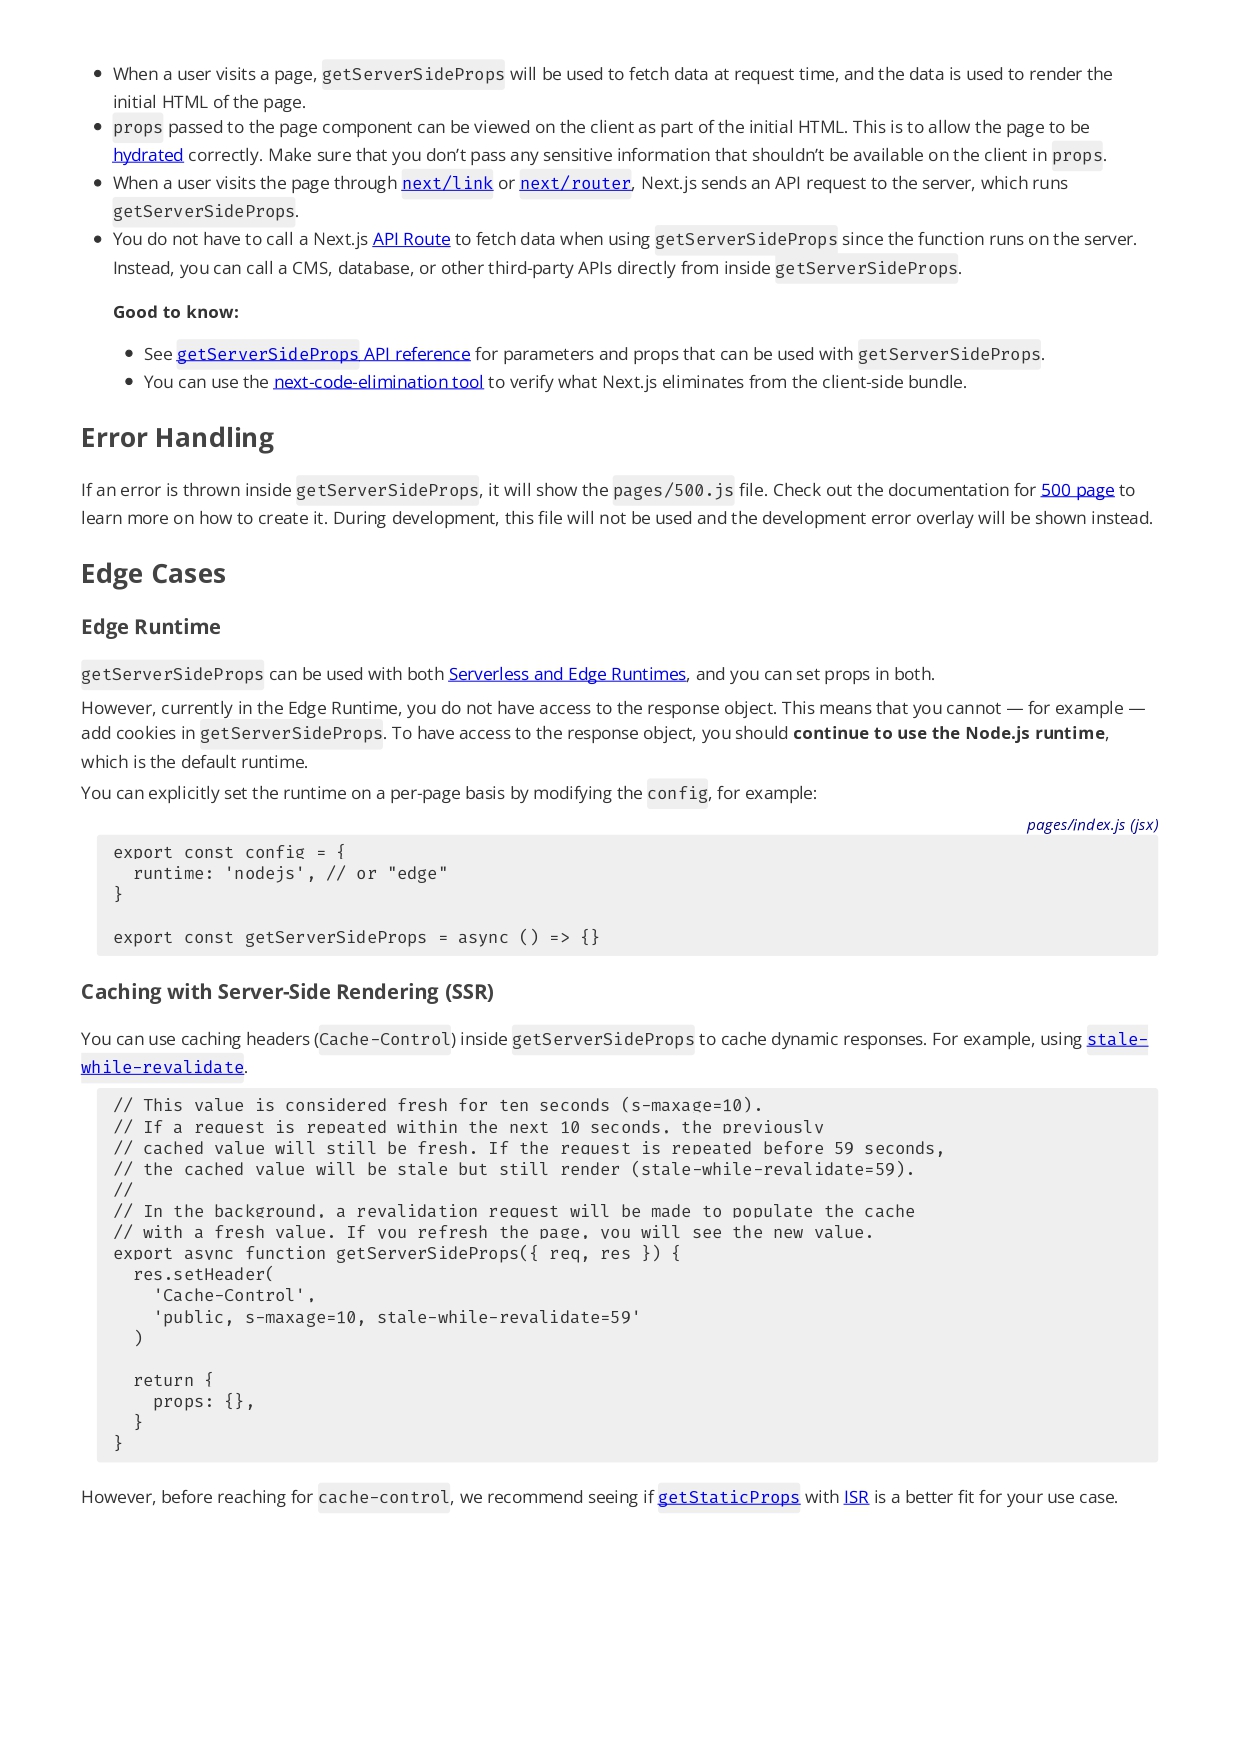 When a user visits a page, getServerSideProps will be used to fetch data at request time, and the data is used to render the
initial HTML of the page.
props passed to the page component can be viewed on the client as part of the initial HTML. This is to allow the page to be
hydrated correctly. Make sure that you don’t pass any sensitive information that shouldn’t be available on the client in props.
When a user visits the page through next/link or next/router, Next.js sends an API request to the server, which runs
getServerSideProps.
You do not have to call a Next.js API Route to fetch data when using getServerSideProps since the function runs on the server.
Instead, you can call a CMS, database, or other third-party APIs directly from inside getServerSideProps.
Good to know:
See getServerSideProps API reference for parameters and props that can be used with getServerSideProps.
You can use the next-code-elimination tool to verify what Next.js eliminates from the client-side bundle.
Error Handling
If an error is thrown inside getServerSideProps, it will show the pages/500.js file. Check out the documentation for 500 page to
learn more on how to create it. During development, this file will not be used and the development error overlay will be shown instead.
Edge Cases
Edge Runtime
getServerSideProps can be used with both Serverless and Edge Runtimes, and you can set props in both.
However, currently in the Edge Runtime, you do not have access to the response object. This means that you cannot — for example —
add cookies in getServerSideProps. To have access to the response object, you should continue to use the Node.js runtime,
which is the default runtime.
You can explicitly set the runtime on a per-page basis by modifying the config, for example:
pages/index.js (jsx)
export const config = {
  runtime: 'nodejs', // or "edge"
}
export const getServerSideProps = async () => {}
Caching with Server-Side Rendering (SSR)
You can use caching headers (Cache-Control) inside getServerSideProps to cache dynamic responses. For example, using stale-
while-revalidate.
// This value is considered fresh for ten seconds (s-maxage=10).
// If a request is repeated within the next 10 seconds, the previously
// cached value will still be fresh. If the request is repeated before 59 seconds,
// the cached value will be stale but still render (stale-while-revalidate=59).
//
// In the background, a revalidation request will be made to populate the cache
// with a fresh value. If you refresh the page, you will see the new value.
export async function getServerSideProps({ req, res }) {
  res.setHeader(
    'Cache-Control',
    'public, s-maxage=10, stale-while-revalidate=59'
  )
  return {
    props: {},
  }
}
However, before reaching for cache-control, we recommend seeing if getStaticProps with ISR is a better fit for your use case.